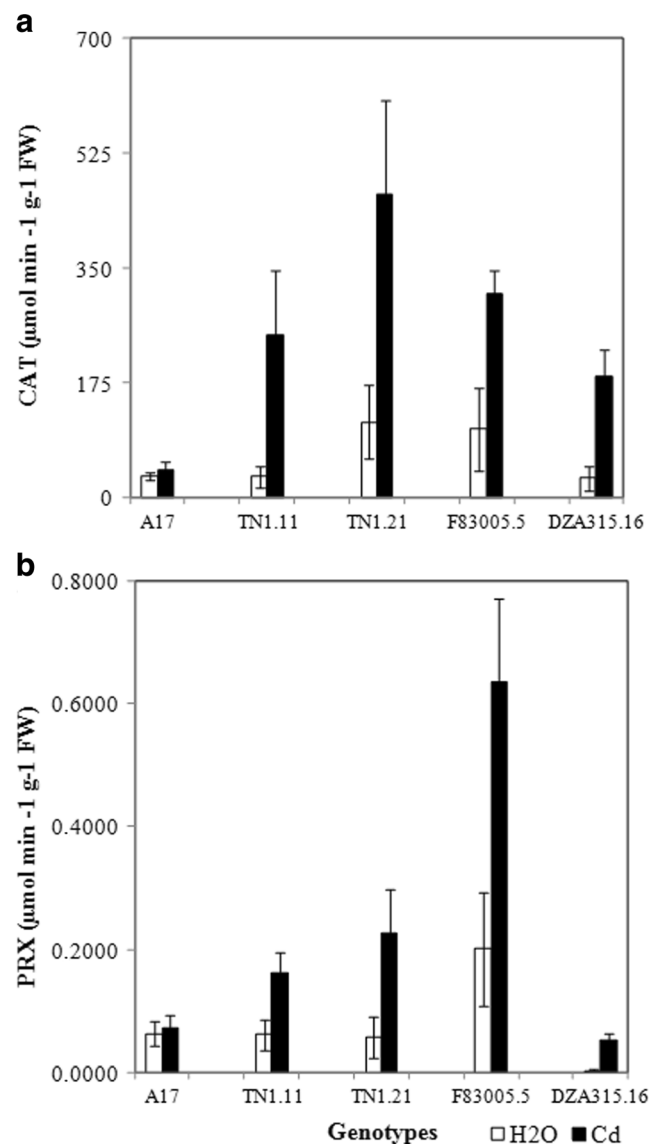 a
700
525
350
175
0
CAT (µmol min -1 g-1 FW)
A17 TN1.11 TN1.21 F83005.5 DZA315.16
b
0.8000
0.6000
0.4000
0.2000
0.0000
PRX (µmol min -1 g-1 FW)
A17 TN1.11 TN1.21 F83005.5 DZA315.16
Genotypes H2O Cd